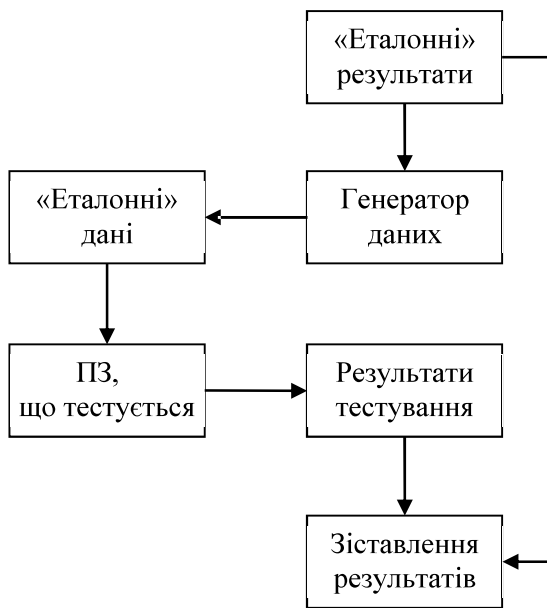 «Еталонні»
результати
«Еталонні»
дані
Генератор
даних
ПЗ,
що тестується
Результати
тестування
Зіставлення
результатів